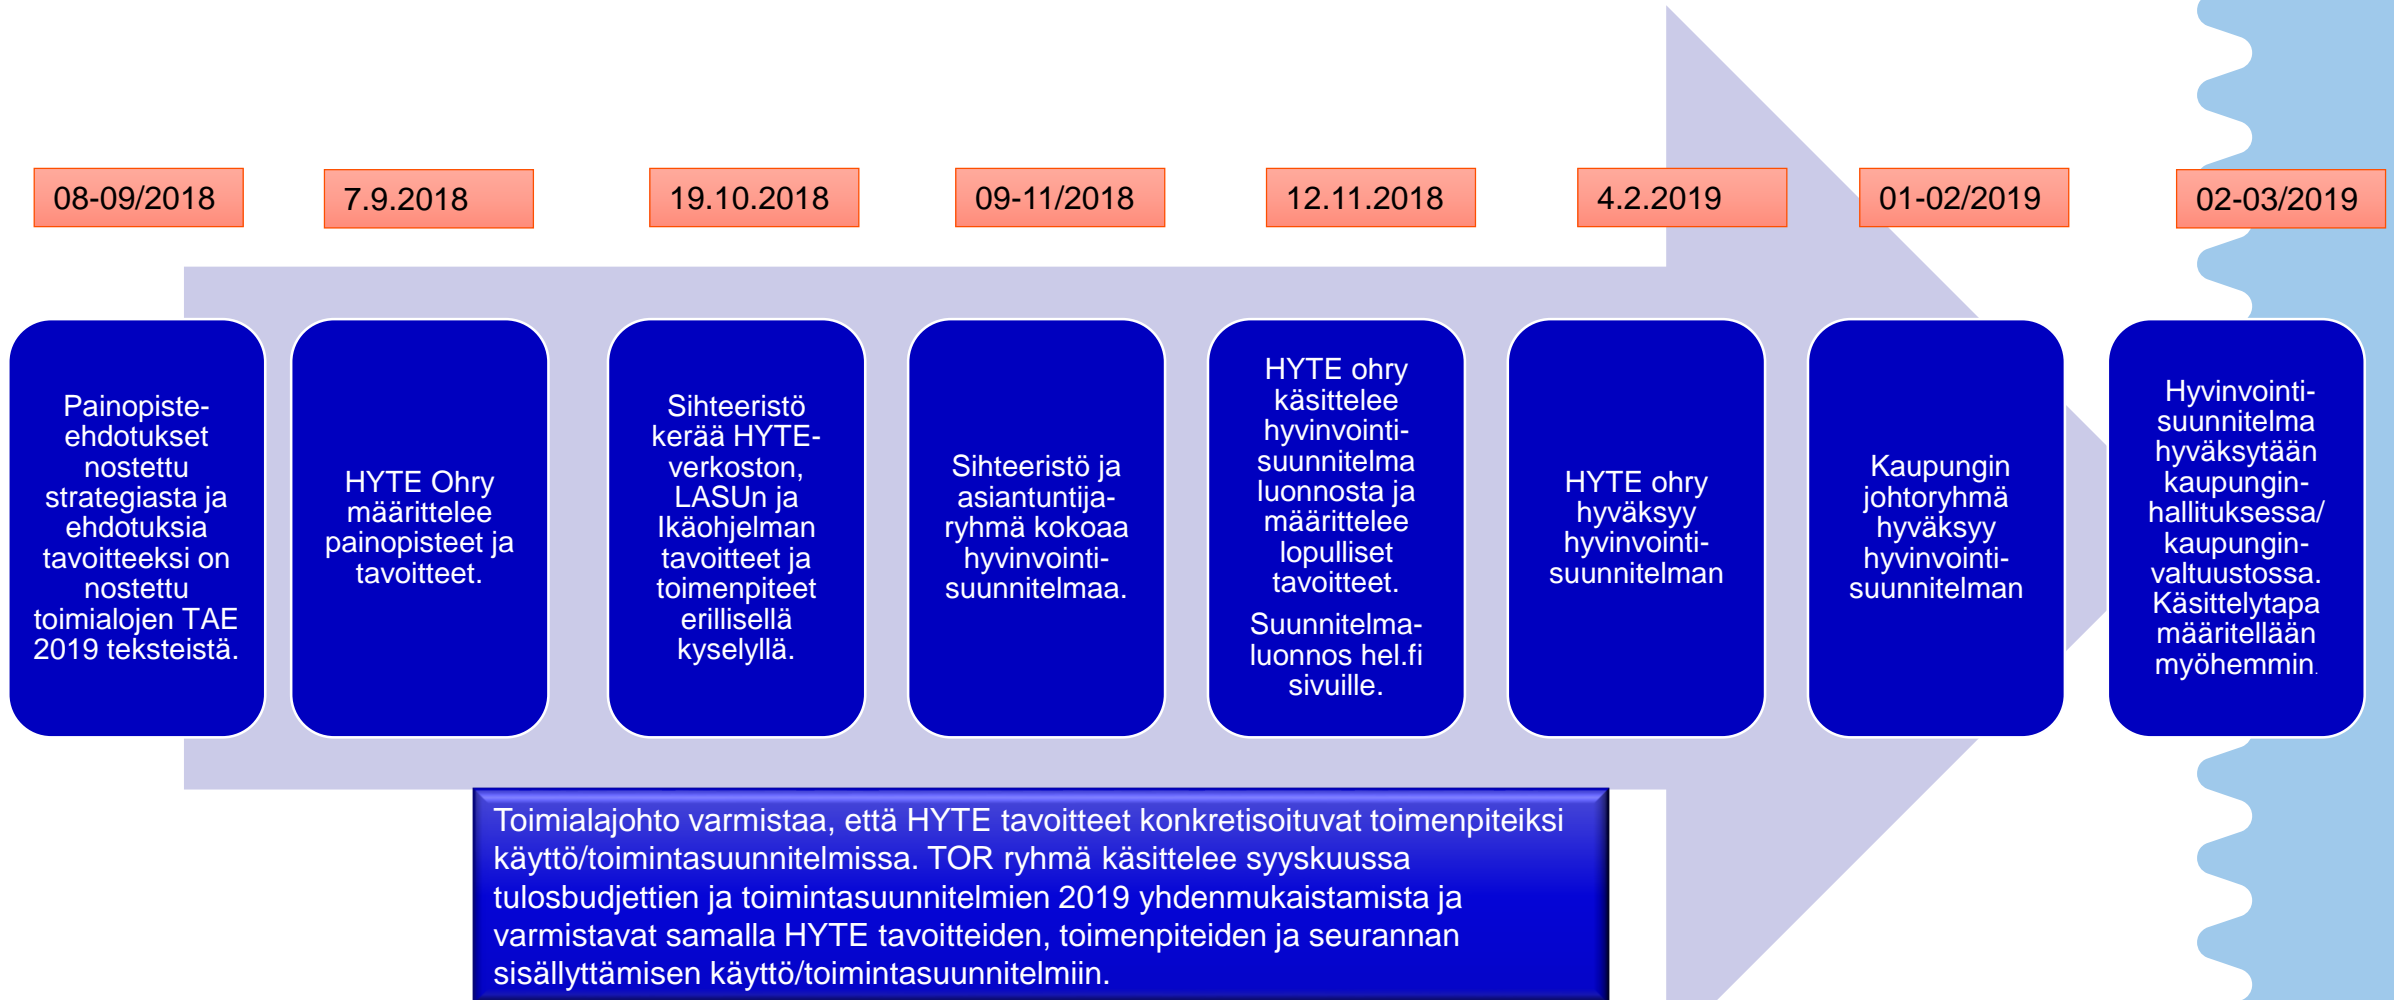 08-09/2018
7.9.2018
19.10.2018
09-11/2018
12.11.2018
4.2.2019
01-02/2019
02-03/2019
Painopiste-
ehdotukset
nostettu
strategiasta ja
ehdotuksia
tavoitteeksi on
nostettu
toimialojen TAE
2019 teksteistä.
HYTE Ohry
määrittelee
painopisteet ja
tavoitteet.
Sihteeristö
kerää HYTE-
verkoston,
LASUn ja
Ikäohjelman
tavoitteet ja
toimenpiteet
erillisellä
kyselyllä.
Sihteeristö ja
asiantuntija-
ryhmä kokoaa
hyvinvointi-
suunnitelmaa.
HYTE ohry
käsittelee
hyvinvointi-
suunnitelma
luonnosta ja
määrittelee
lopulliset
tavoitteet.
Suunnitelma-
luonnos hel.fi
sivuille.
HYTE ohry
hyväksyy
hyvinvointi-
suunnitelman
Kaupungin
johtoryhmä
hyväksyy
hyvinvointi-
suunnitelman
Hyvinvointi-
suunnitelma
hyväksytään
kaupungin-
hallituksessa/
kaupungin-
valtuustossa.
Käsittelytapa
määritellään
myöhemmin.
Toimialajohto varmistaa, että HYTE tavoitteet konkretisoituvat toimenpiteiksi
käyttö/toimintasuunnitelmissa. TOR ryhmä käsittelee syyskuussa
tulosbudjettien ja toimintasuunnitelmien 2019 yhdenmukaistamista ja
varmistavat samalla HYTE tavoitteiden, toimenpiteiden ja seurannan
sisällyttämisen käyttö/toimintasuunnitelmiin.